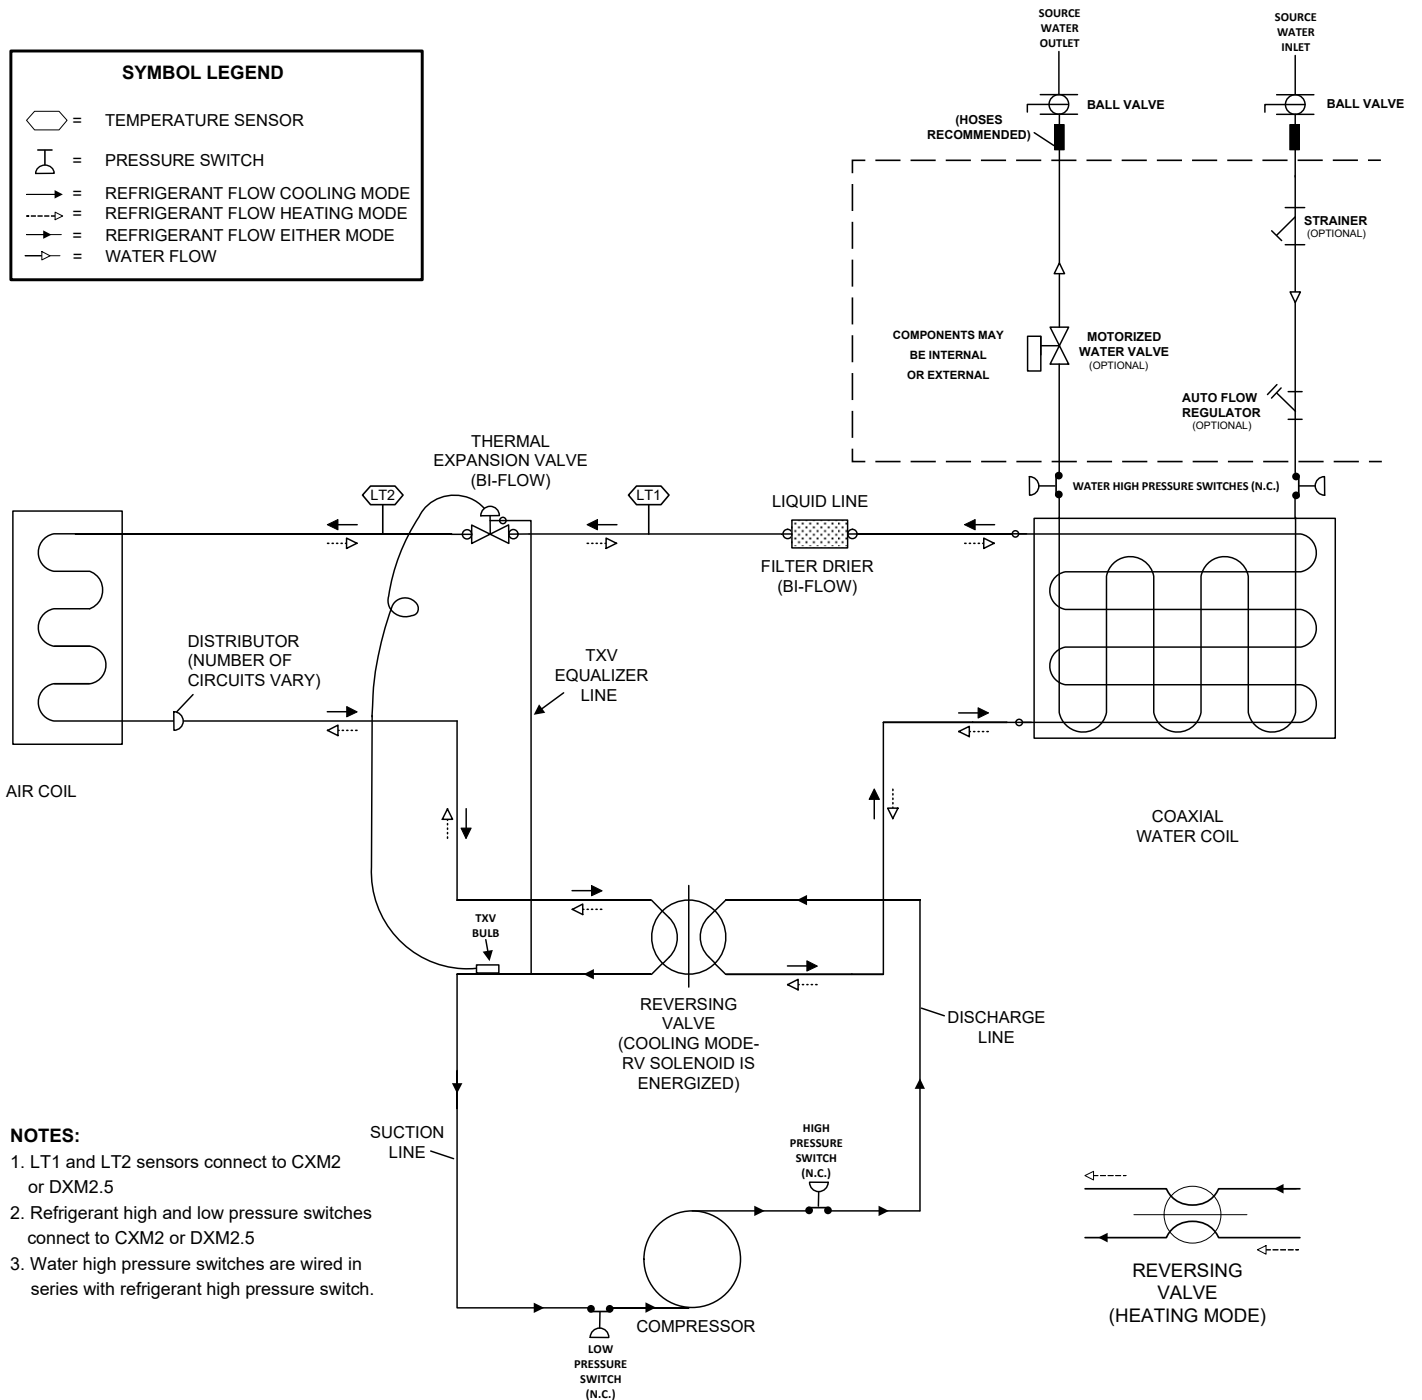 SOURCE
WATER
OUTLET
SOURCE
WATER
INLET
SYMBOL LEGEND
= TEMPERATURE SENSOR
= PRESSURE SWITCH
= REFRIGERANT FLOW COOLING MODE
= REFRIGERANT FLOW HEATING MODE
= REFRIGERANT FLOW EITHER MODE
= WATER FLOW
BALL VALVE
BALL VALVE
(HOSES
RECOMMENDED)
STRAINER
(OPTIONAL)
COMPONENTS MAY
BE INTERNAL
OR EXTERNAL
MOTORIZED
WATER VALVE
(OPTIONAL)
AUTO FLOW
REGULATOR
(OPTIONAL)
THERMAL
EXPANSION VALVE
(BI-FLOW)
WATER HIGH PRESSURE SWITCHES (N.C.)
LT2
LT1
LIQUID LINE
FILTER DRIER
(BI-FLOW)
DISTRIBUTOR
(NUMBER OF
CIRCUITS VARY)
TXV
EQUALIZER
LINE
AIR COIL
COAXIAL
WATER COIL
TXV
BULB
REVERSING
VALVE
(COOLING MODE-
RV SOLENOID IS
ENERGIZED)
DISCHARGE
LINE
SUCTION
LINE
HIGH
PRESSURE
SWITCH
(N.C.)
NOTES:
1. LT1 and LT2 sensors connect to CXM2
or DXM2.5
2. Refrigerant high and low pressure switches
connect to CXM2 or DXM2.5
3. Water high pressure switches are wired in
series with refrigerant high pressure switch.
COMPRESSOR
LOW
PRESSURE
SWITCH
(N.C.)
REVERSING
VALVE
(HEATING MODE)